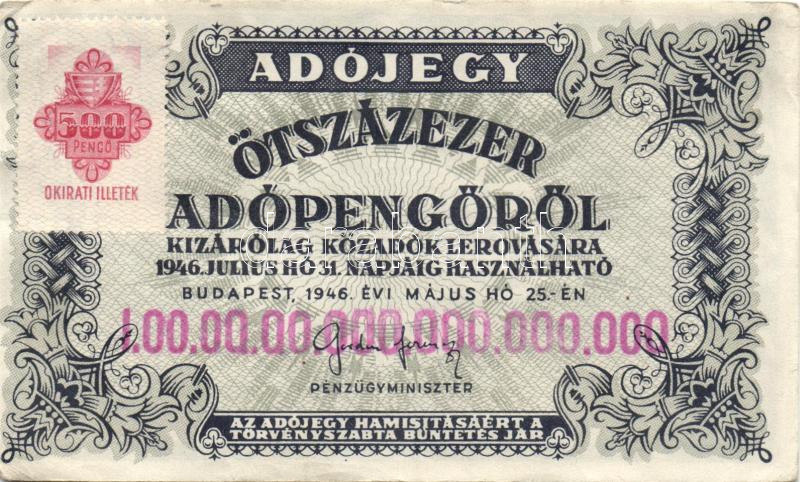 ADÓJEGY
500
PENGŐ
OKIRATI ILLETÉK
ÖTSZÁZEZER
ADÓPENGŐRŐL
KIZÁRÓLAG KÖZADÓK LEROVÁSÁRA
1946. JULIUS HÓ 31. NAPJÁIG HASZNÁLHATÓ
BUDAPEST, 1946. ÉVI MÁJUS HÓ 25.-ÉN
1.00.00.00.000.000.000.000
PÉNZÜGYMINISZTER
AZ ADÓJEGY HAMISITÁSÁÉRT A
TÖRVÉNYSZABTA BÜNTETÉS JÁR